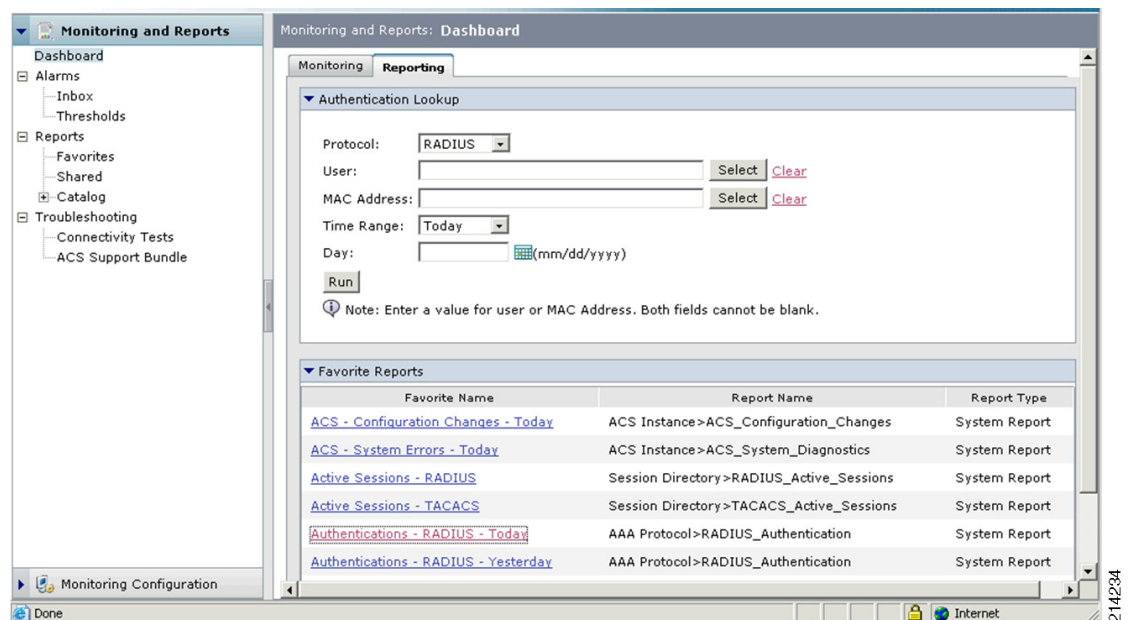 Monitoring and Reports
Dashboard
Alarms
Inbox
Thresholds
Reports
Favorites
Shared
Catalog
Troubleshooting
Connectivity Tests
ACS Support Bundle
Monitoring Configuration
Monitoring and Reports: Dashboard
Monitoring Reporting
Authentication Lookup
Protocol: RADIUS
User: Select Clear
MAC Address: Select Clear
Time Range: Today
Day: (mm/dd/yyyy)
Run
Note: Enter a value for user or MAC Address. Both fields cannot be blank.
Favorite Reports
Favorite Name Report Name Report Type
ACS - Configuration Changes - Today ACS Instance>ACS_Configuration_Changes System Report
ACS - System Errors - Today ACS Instance>ACS_System_Diagnostics System Report
Active Sessions - RADIUS Session Directory>RADIUS_Active_Sessions System Report
Active Sessions - TACACS Session Directory>TACACS_Active_Sessions System Report
Authentications - RADIUS - Today AAA Protocol>RADIUS_Authentication System Report
Authentications - RADIUS - Yesterday AAA Protocol>RADIUS_Authentication System Report
Done Internet
214234